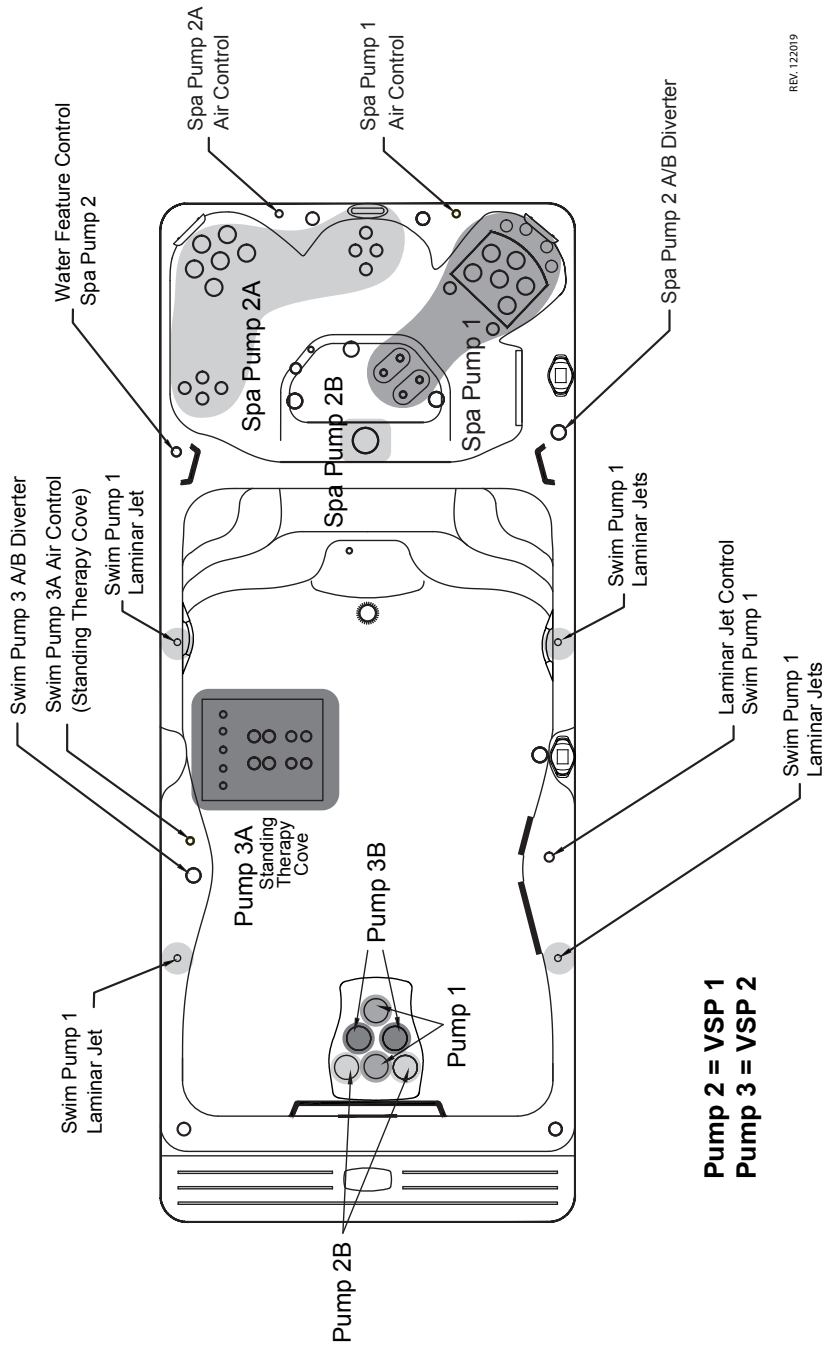 Water Feature Control
Spa Pump 2
Spa Pump 2A
Air Control
Spa Pump 1
Air Control
Spa Pump 2 A/B Diverter
Spa Pump 2A
Spa Pump 2B
Spa Pump 1
Swim Pump 3 A/B Diverter
Swim Pump 3A Air Control
(Standing Therapy Cove)
Swim Pump 1
Laminar Jet
Swim Pump 1
Laminar Jets
Laminar Jet Control
Swim Pump 1
Swim Pump 1
Laminar Jets
Swim Pump 1
Laminar Jet
Pump 3A
Standing
Therapy
Cove
Pump 3B
Pump 1
Pump 2B
Pump 2 = VSP 1
Pump 3 = VSP 2
REV. 122019